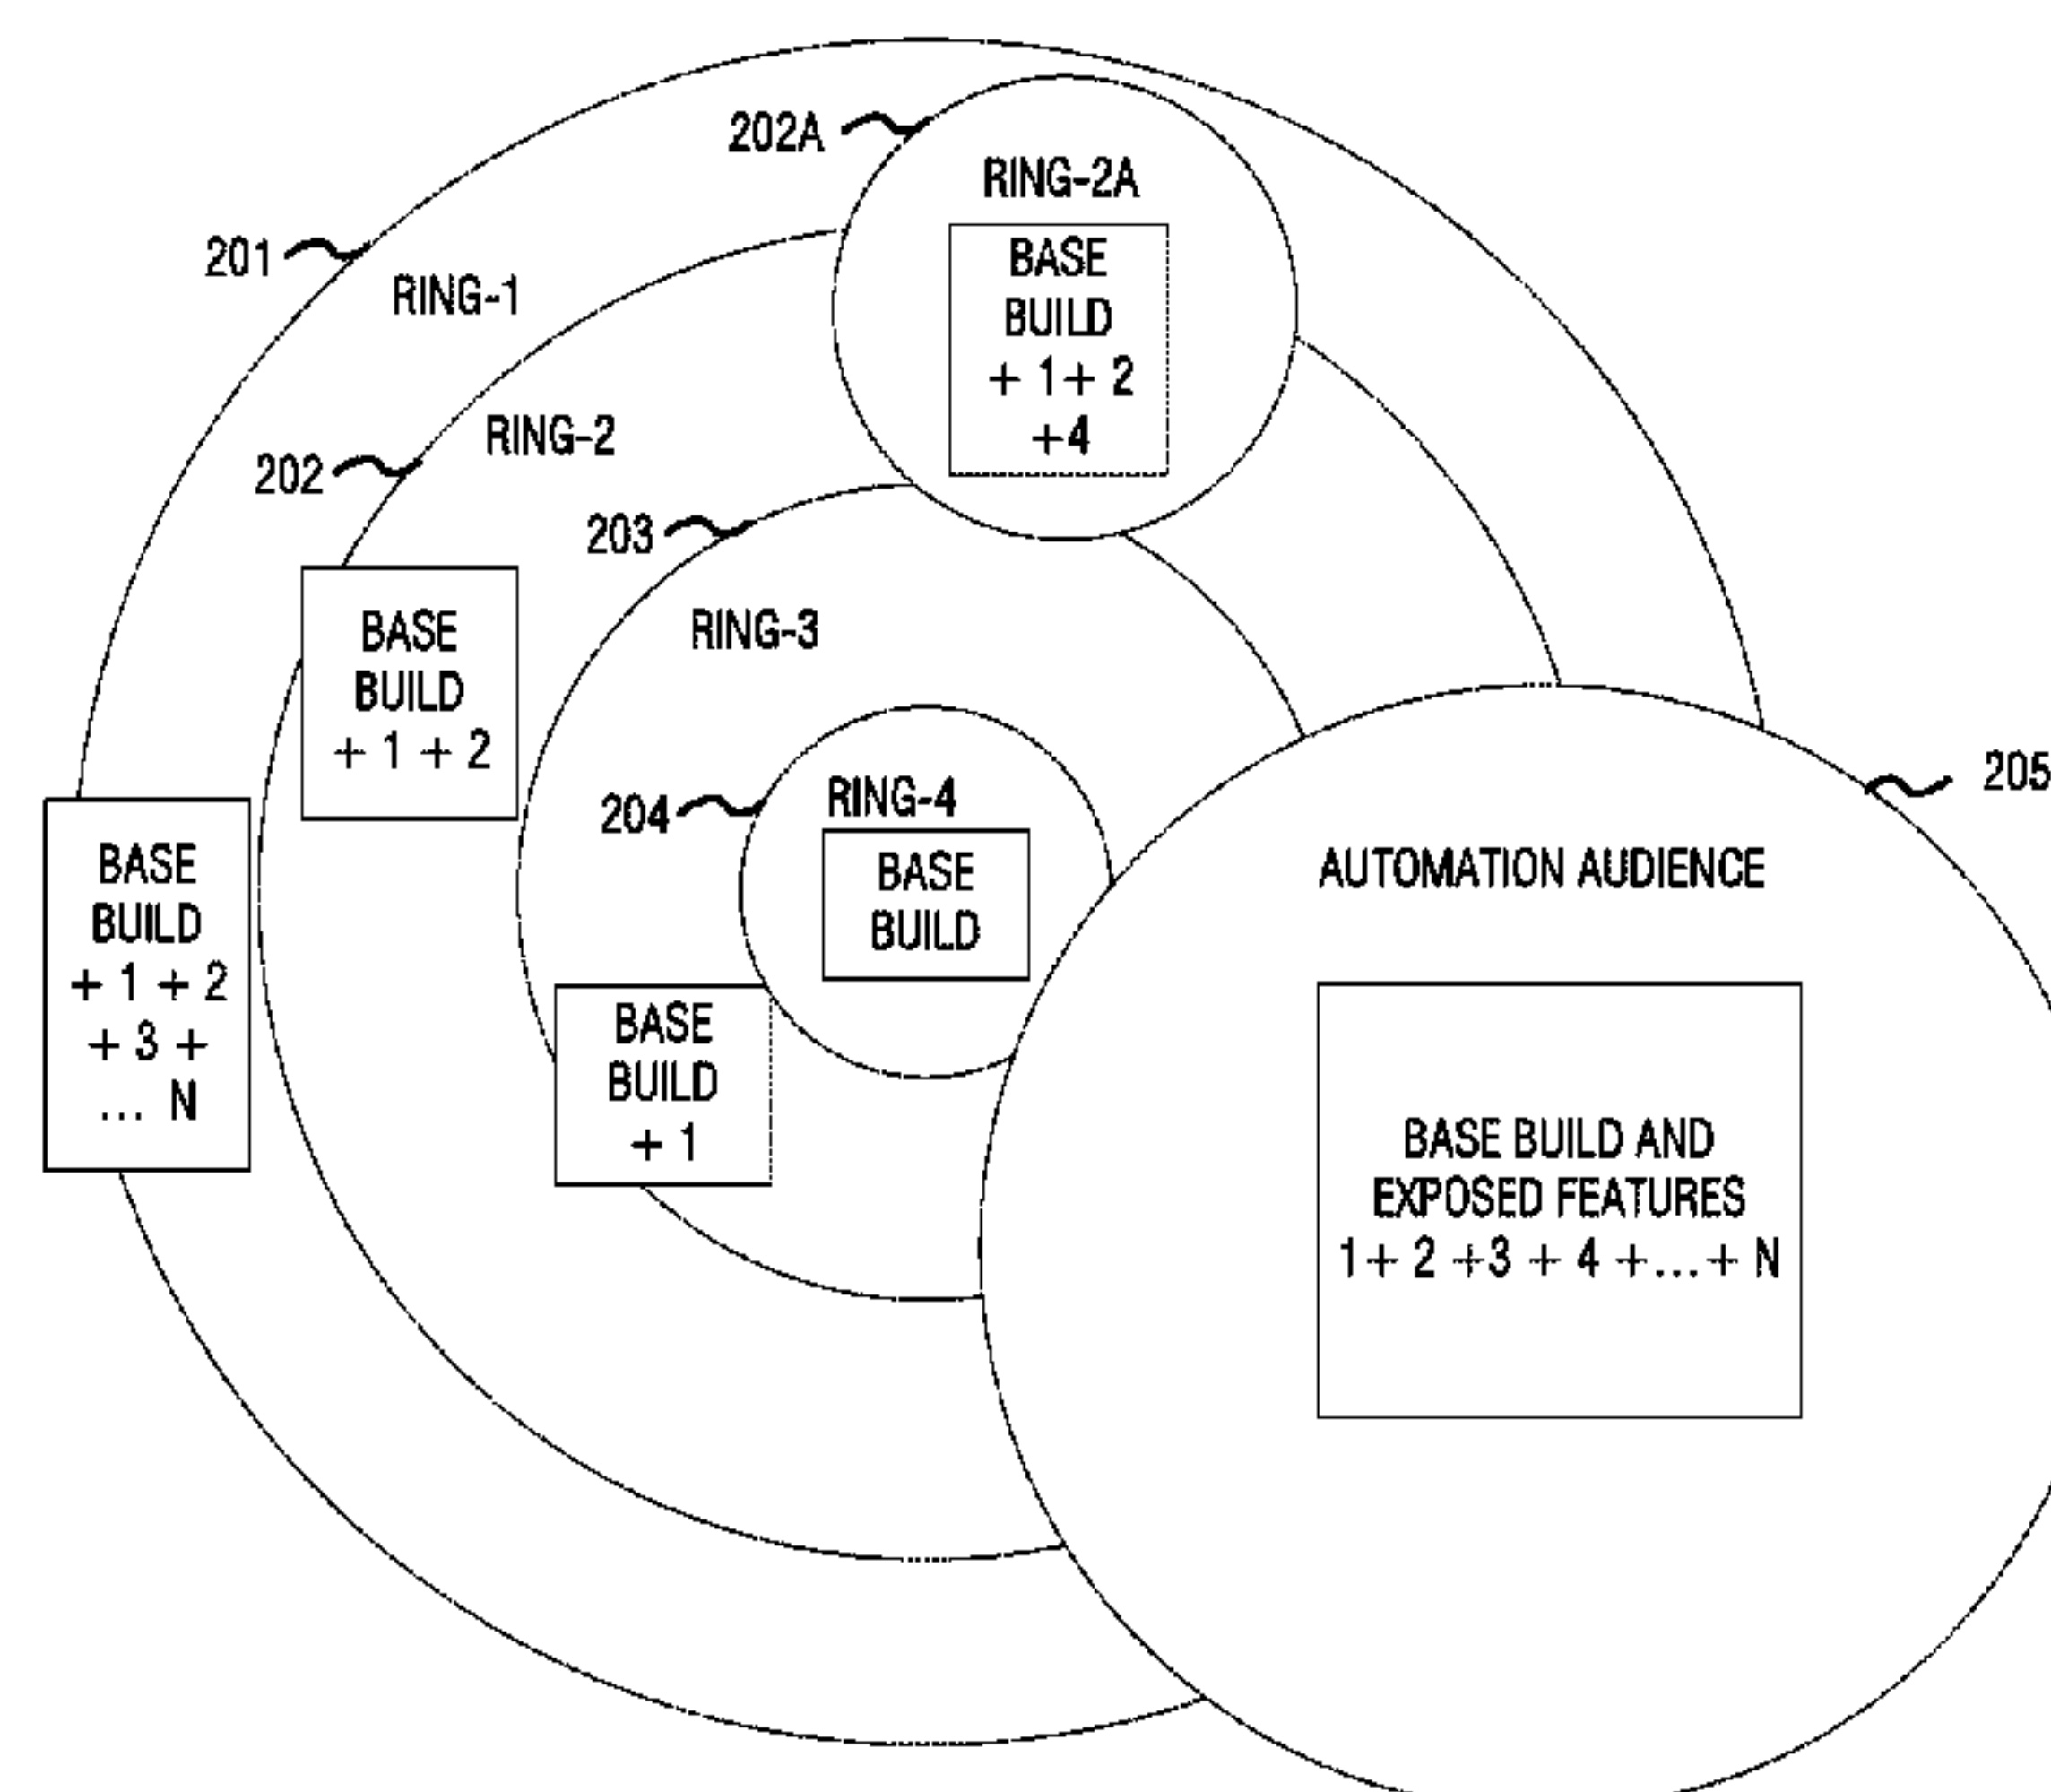 202A
RING-2A
BASE
BUILD
+ 1+ 2
+4
201
RING-1
202
RING-2
203
RING-3
BASE
BUILD
+ 1 + 2
204
RING-4
BASE
BUILD
BASE
BUILD
+ 1 + 2
+ 3 +
... N
BASE
BUILD
+ 1
205
AUTOMATION AUDIENCE
BASE BUILD AND
EXPOSED FEATURES
1+ 2 +3 + 4 +...+ N